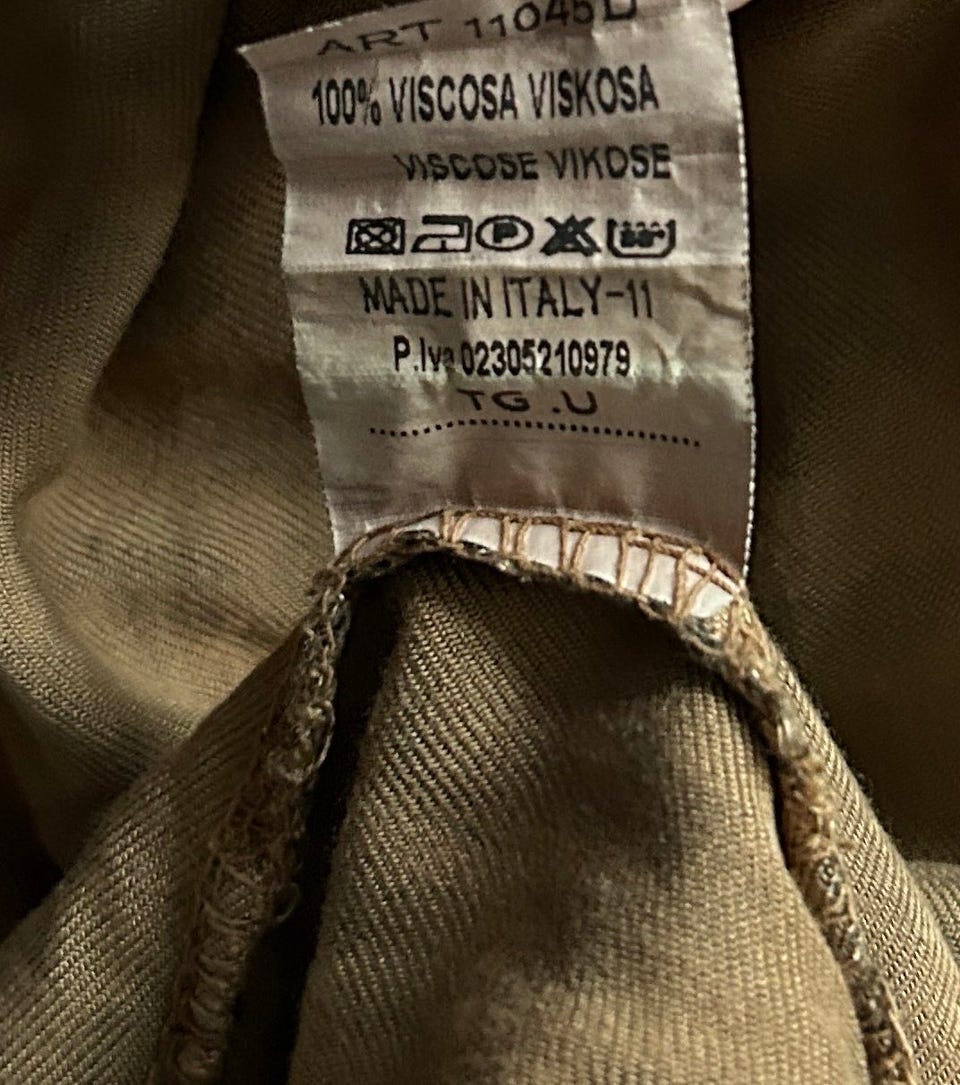 ART 11045D
100% VISCOSA VISKOSA
VISCOSE VIKOSE
P
MADE IN ITALY-11
P.Iva 02305210979
TG .U